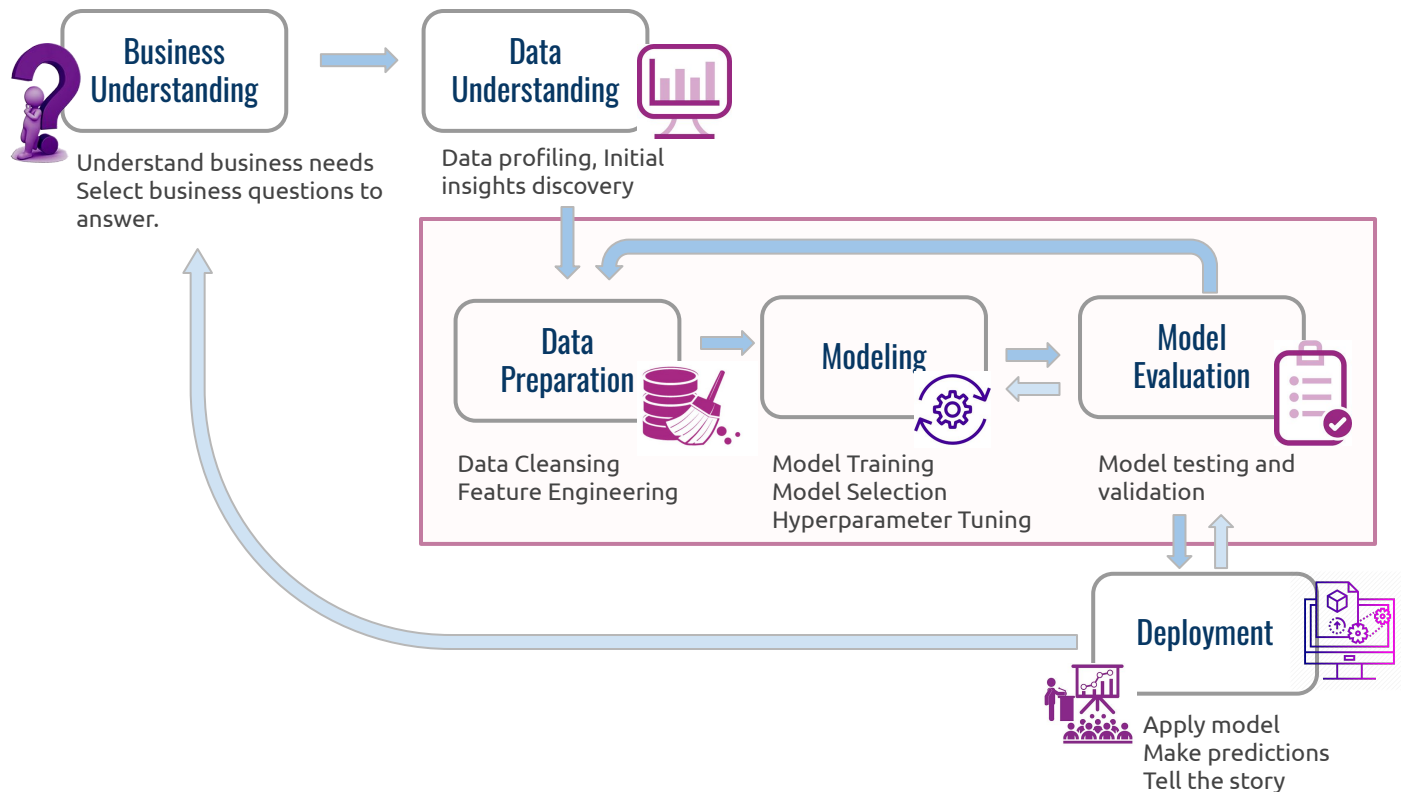 Business
Understanding
Understand business needs
Select business questions to
answer.
Data
Understanding
Data profiling, Initial
insights discovery
Data
Preparation
Data Cleansing
Feature Engineering
Modeling
Model Training
Model Selection
Hyperparameter Tuning
Model
Evaluation
Model testing and
validation
Deployment
Apply model
Make predictions
Tell the story